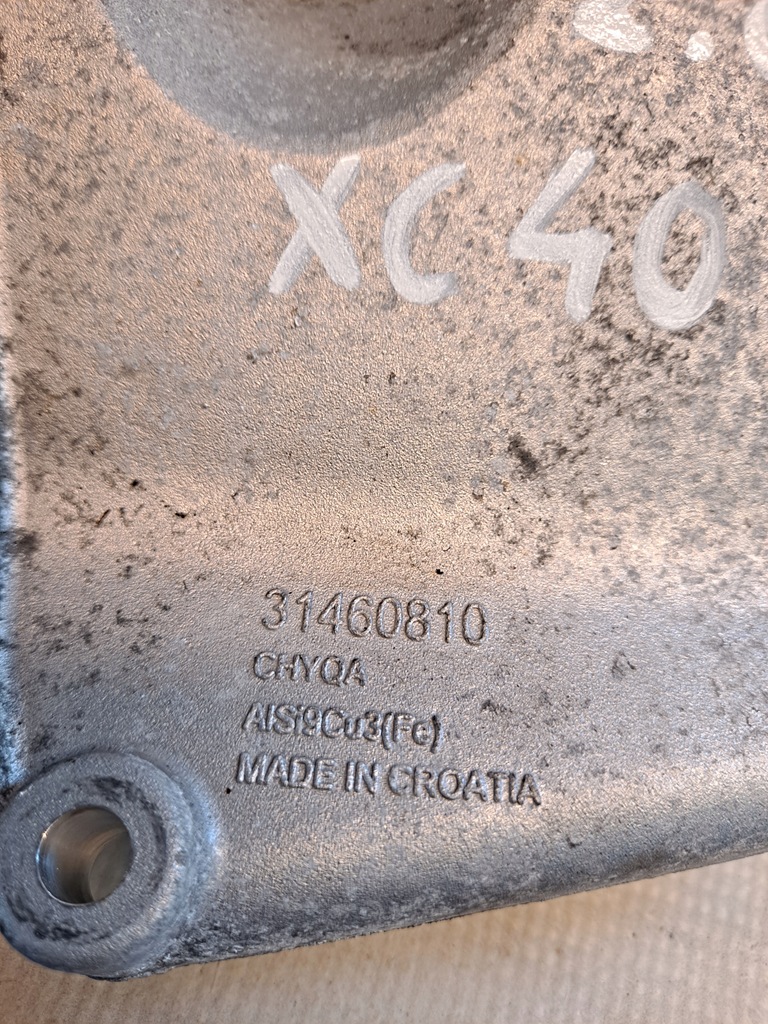 XC 40
31460810
CHYQA
AlSi9Cu3(Fe)
MADE IN CROATIA